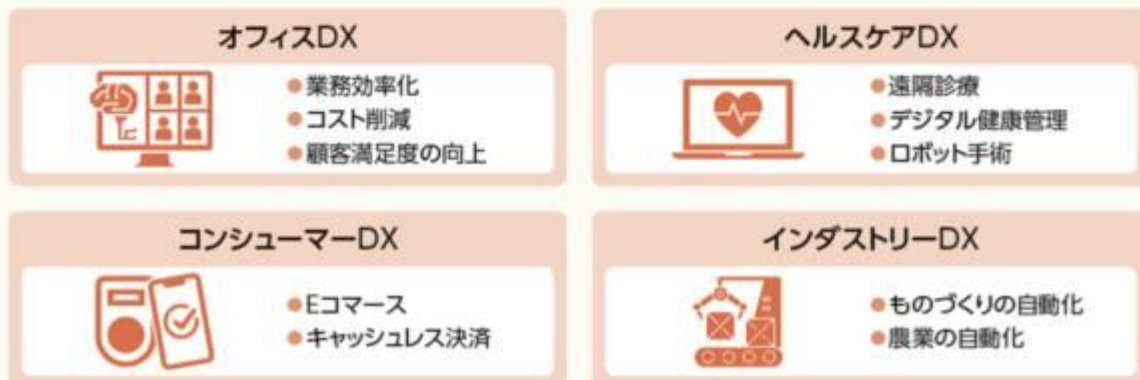 オフィスDX
●業務効率化
●コスト削減
●顧客満足度の向上
ヘルスケアDX
●遠隔診療
●デジタル健康管理
●ロボット手術
コンシューマーDX
●Eコマース
●キャッシュレス決済
インダストリーDX
●ものづくりの自動化
●農業の自動化